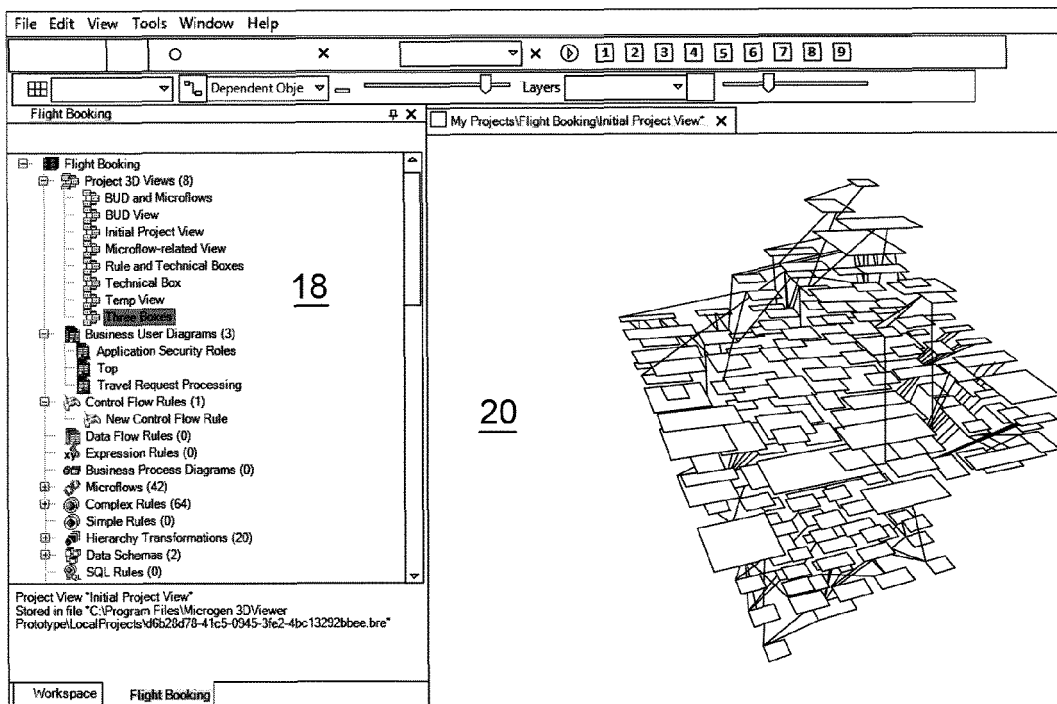 File Edit View Tools Window Help
1 2 3 4 5 6 7 8 9
Dependent Obje Layers
Flight Booking
My Projects\Flight Booking\Initial Project View*
Flight Booking
Project 3D Views (8)
BUD and Microflows
BUD View
Initial Project View
Microflow-related View
Rule and Technical Boxes
Technical Box
Temp View
Three Boxes
18
Business User Diagrams (3)
Application Security Roles
Top
Travel Request Processing
Control Flow Rules (1)
New Control Flow Rule
Data Flow Rules (0)
Expression Rules (0)
Business Process Diagrams (0)
Microflows (42)
Complex Rules (64)
Simple Rules (0)
Hierarchy Transformations (20)
Data Schemas (2)
SQL Rules (0)
20
Project View "Initial Project View"
Stored in file "C:\Program Files\Microgen 3DViewer
Prototype\LocalProjects\d6b28d78-41c5-0945-3fe2-4bc13292bbee.bre"
Workspace Flight Booking